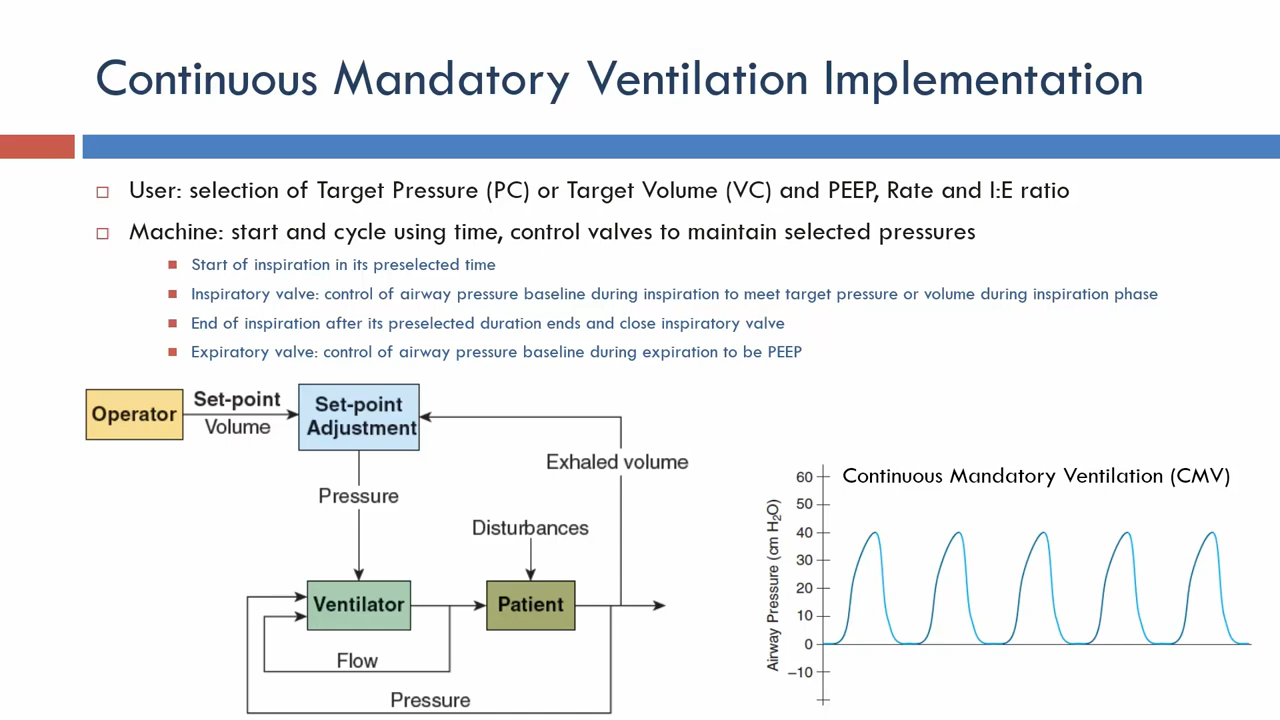 Continuous Mandatory Ventilation Implementation
User: selection of Target Pressure (PC) or Target Volume (VC) and PEEP, Rate and I:E ratio
Machine: start and cycle using time, control valves to maintain selected pressures
Start of inspiration in its preselected time
Inspiratory valve: control of airway pressure baseline during inspiration to meet target pressure or volume during inspiration phase
End of inspiration after its preselected duration ends and close inspiratory valve
Expiratory valve: control of airway pressure baseline during expiration to be PEEP
Operator
Set-point
Volume
Set-point
Adjustment
Exhaled volume
Pressure
Disturbances
Ventilator
Patient
Flow
Pressure
Continuous Mandatory Ventilation (CMV)
Airway Pressure (cm H₂O)
60
50
40
30
20
10
0
–10